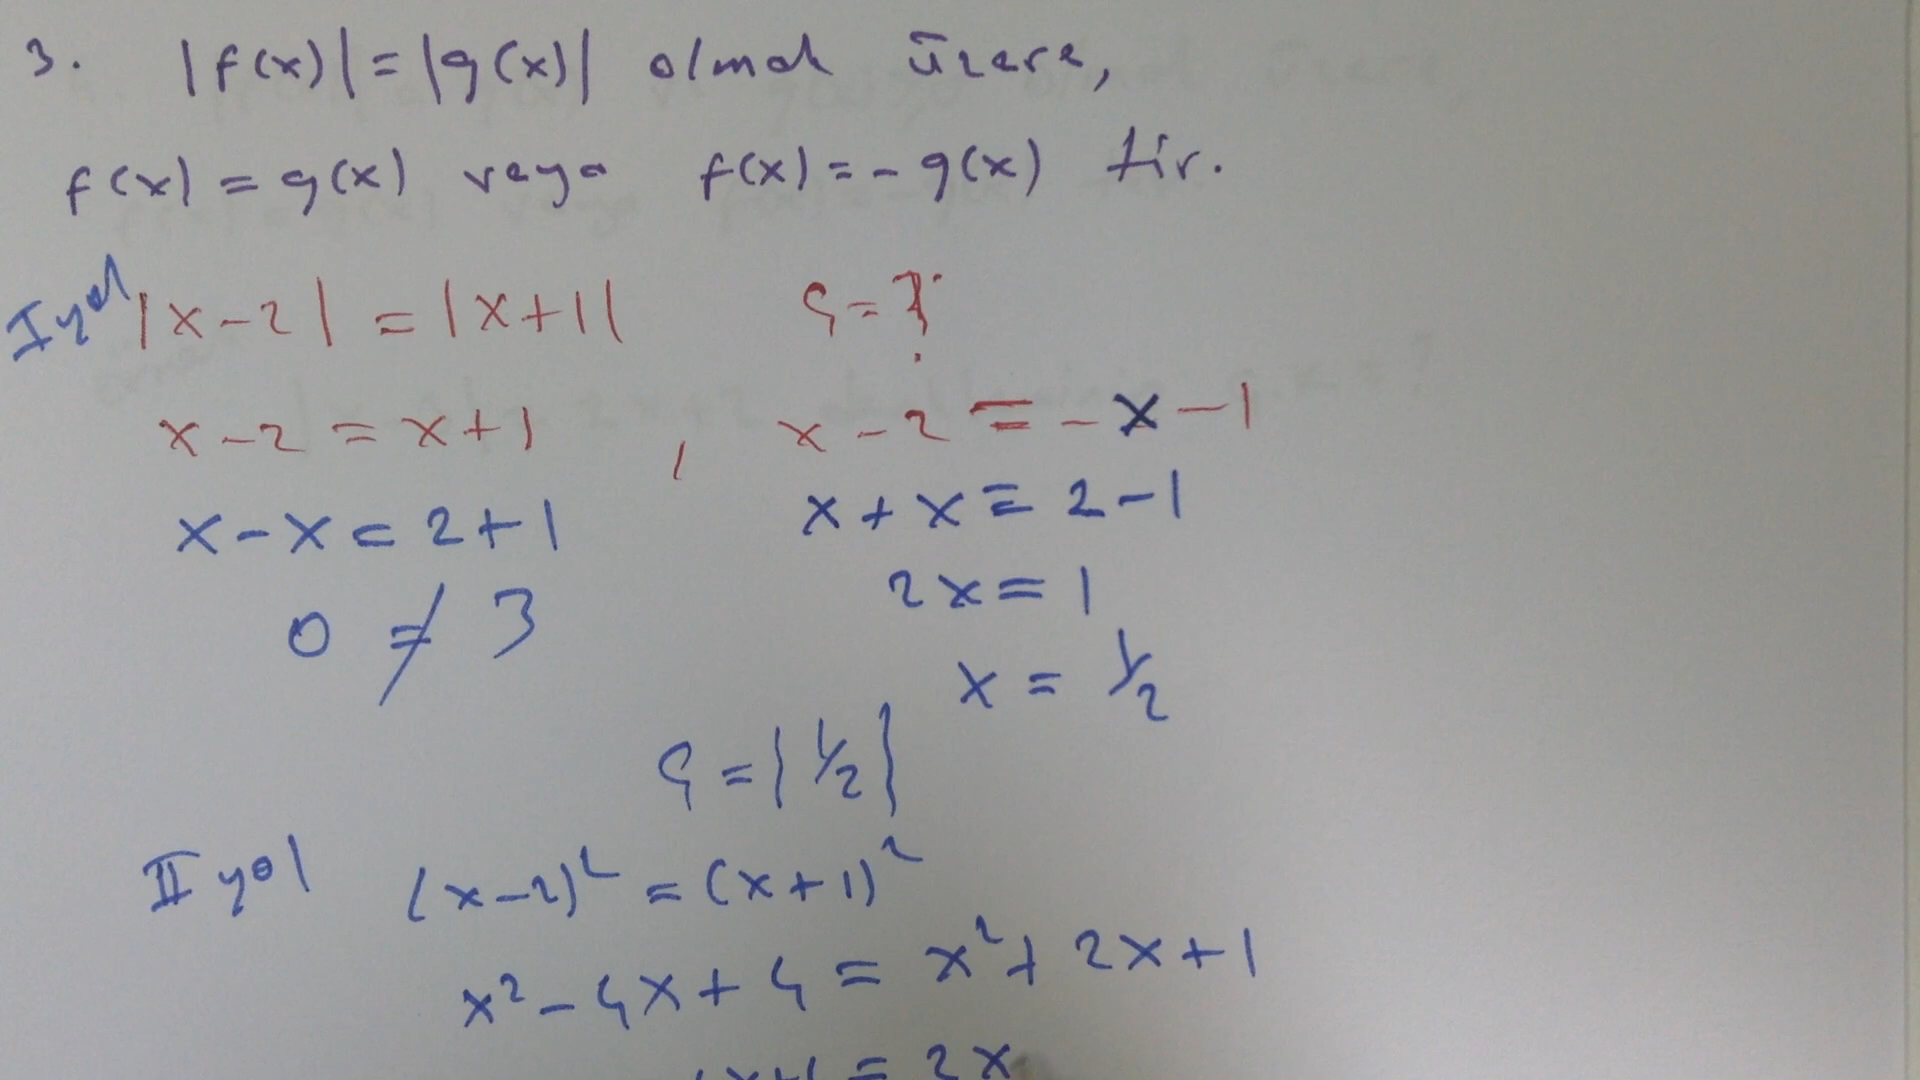 3. |f(x)| = |g(x)| olmak üzere,
f(x) = g(x) veya f(x) = -g(x) tir.
I yol |x-2| = |x+1| Ç = ?
x-2 = x+1 , x-2 = -x-1
x-x = 2+1 x+x = 2-1
0 ≠ 3 2x = 1
x = 1/2
Ç = {1/2}
II yol (x-2)² = (x+1)²
x² - 4x + 4 = x² + 2x + 1
= 2x